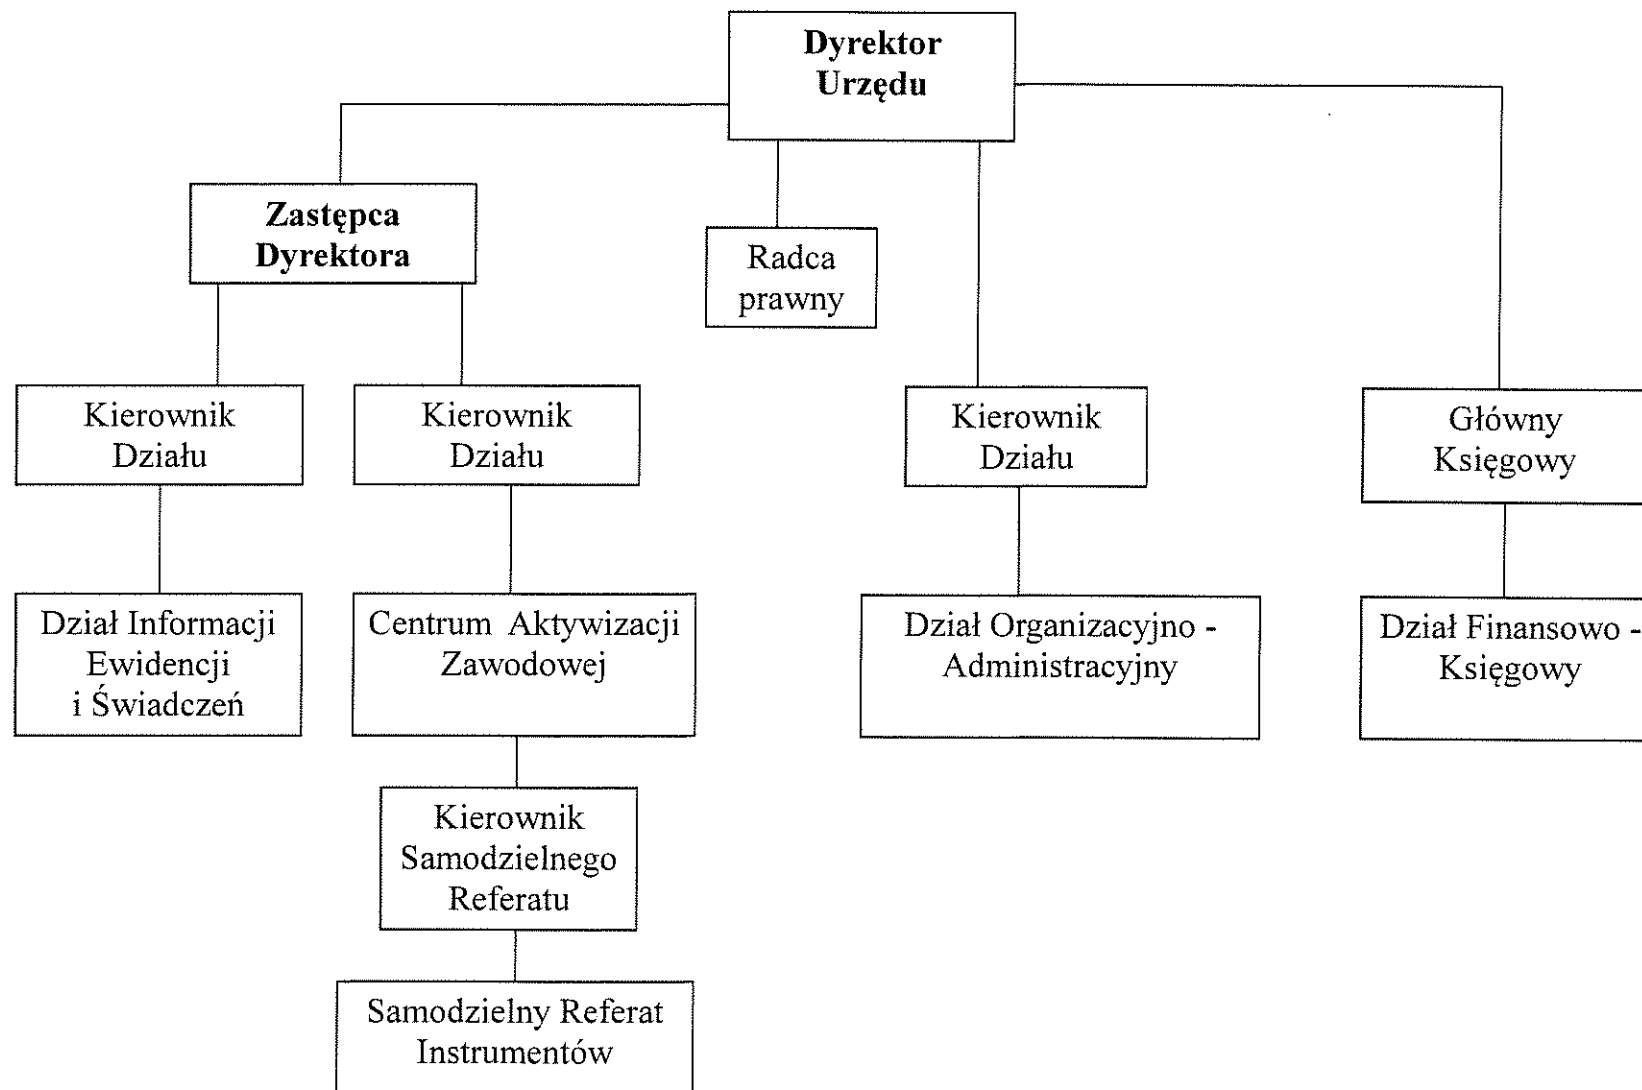 Dyrektor
Urzędu
Zastępca
Dyrektora
Radca
prawny
Kierownik
Działu
Kierownik
Działu
Kierownik
Działu
Główny
Księgowy
Dział Informacji
Ewidencji
i Świadczeń
Centrum Aktywizacji
Zawodowej
Dział Organizacyjno -
Administracyjny
Dział Finansowo -
Księgowy
Kierownik
Samodzielnego
Referatu
Samodzielny Referat
Instrumentów